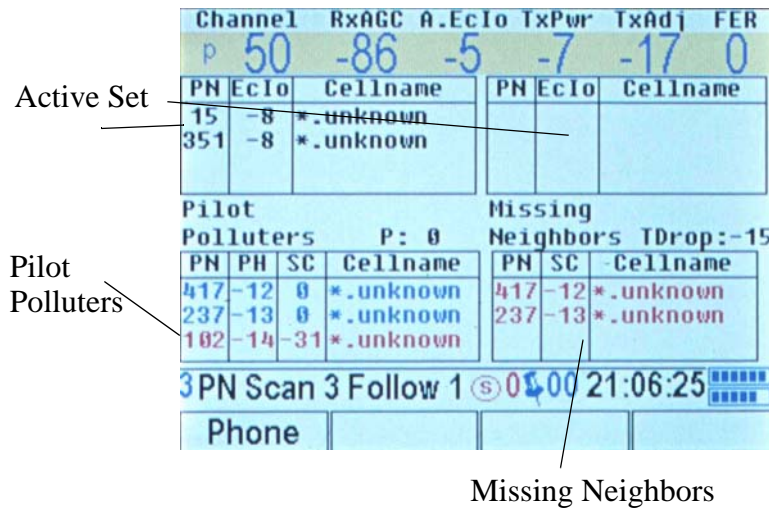 Channel RxAGC A.EcIo TxPwr TxAdj FER
P 50 -86 -5 -7 -17 0
PN EcIo Cellname PN EcIo Cellname
Active Set
15 -8 *.unknown
351 -8 *.unknown
Pilot Missing
Polluters P: 0 Neighbors TDrop:-15
PN PH SC Cellname PN SC Cellname
Pilot
Polluters
417 -12 0 *.unknown 417 -12 *.unknown
237 -13 0 *.unknown 237 -13 *.unknown
102 -14 -31 *.unknown
3 PN Scan 3 Follow 1 S 0 00 21:06:25
Phone
Missing Neighbors